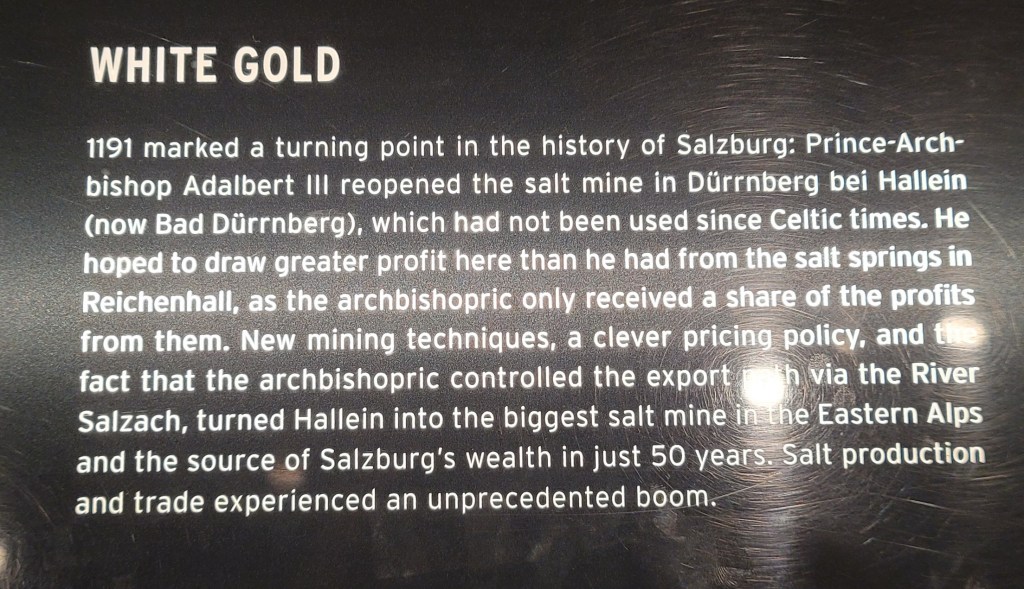 WHITE GOLD
1191 marked a turning point in the history of Salzburg: Prince-Arch-
bishop Adalbert III reopened the salt mine in Dürrnberg bei Hallein
(now Bad Dürrnberg), which had not been used since Celtic times. He
hoped to draw greater profit here than he had from the salt springs in
Reichenhall, as the archbishopric only received a share of the profits
from them. New mining techniques, a clever pricing policy, and the
fact that the archbishopric controlled the export path via the River
Salzach, turned Hallein into the biggest salt mine in the Eastern Alps
and the source of Salzburg's wealth in just 50 years. Salt production
and trade experienced an unprecedented boom.